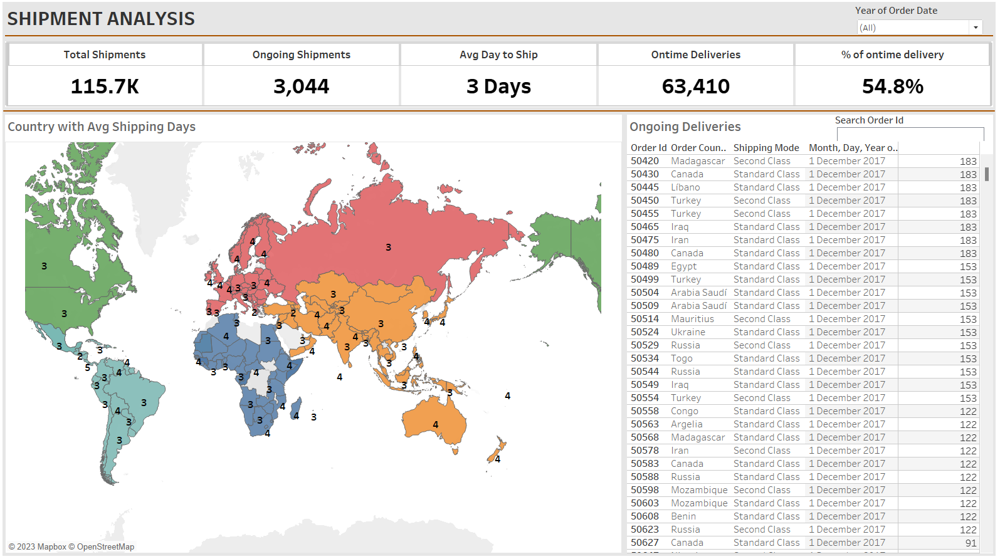 SHIPMENT ANALYSIS
Year of Order Date
(All)
Total Shipments
115.7K
Ongoing Shipments
3,044
Avg Day to Ship
3 Days
Ontime Deliveries
63,410
% of ontime delivery
54.8%
Country with Avg Shipping Days
4
3
4
4
3
4
4
4
3
3
4
3
3
3
3
2
2
4
3
3
3
4
3
3
4
4
4
3
3
4
3
4
3
3
3
3
4
2
4
3
4
4
4
5
4
3
3
4
3
4
3
3
3
3
3
4
3
3
3
4
4
4
3
3
3
4
3
4
3
4
4
© 2023 Mapbox © OpenStreetMap
Ongoing Deliveries
Search Order Id
Order Id Order Coun.. Shipping Mode Month, Day, Year o..
50420 Madagascar Second Class 1 December 2017 183
50430 Canada Standard Class 1 December 2017 183
50445 Líbano Standard Class 1 December 2017 183
50450 Turkey Second Class 1 December 2017 183
50455 Turkey Second Class 1 December 2017 183
50465 Iraq Standard Class 1 December 2017 183
50475 Iran Standard Class 1 December 2017 183
50480 Canada Standard Class 1 December 2017 183
50489 Egypt Standard Class 1 December 2017 153
50499 Turkey Standard Class 1 December 2017 153
50504 Arabia Saudí Standard Class 1 December 2017 153
50509 Arabia Saudí Standard Class 1 December 2017 153
50514 Mauritius Second Class 1 December 2017 153
50524 Ukraine Standard Class 1 December 2017 153
50529 Russia Second Class 1 December 2017 153
50534 Togo Standard Class 1 December 2017 153
50544 Russia Standard Class 1 December 2017 153
50549 Iraq Standard Class 1 December 2017 153
50554 Turkey Second Class 1 December 2017 153
50558 Congo Standard Class 1 December 2017 122
50563 Argelia Standard Class 1 December 2017 122
50568 Madagascar Standard Class 1 December 2017 122
50578 Iran Second Class 1 December 2017 122
50583 Canada Standard Class 1 December 2017 122
50588 Russia Standard Class 1 December 2017 122
50598 Mozambique Second Class 1 December 2017 122
50603 Mozambique Standard Class 1 December 2017 122
50608 Benin Standard Class 1 December 2017 122
50623 Russia Second Class 1 December 2017 122
50627 Canada Standard Class 1 December 2017 91